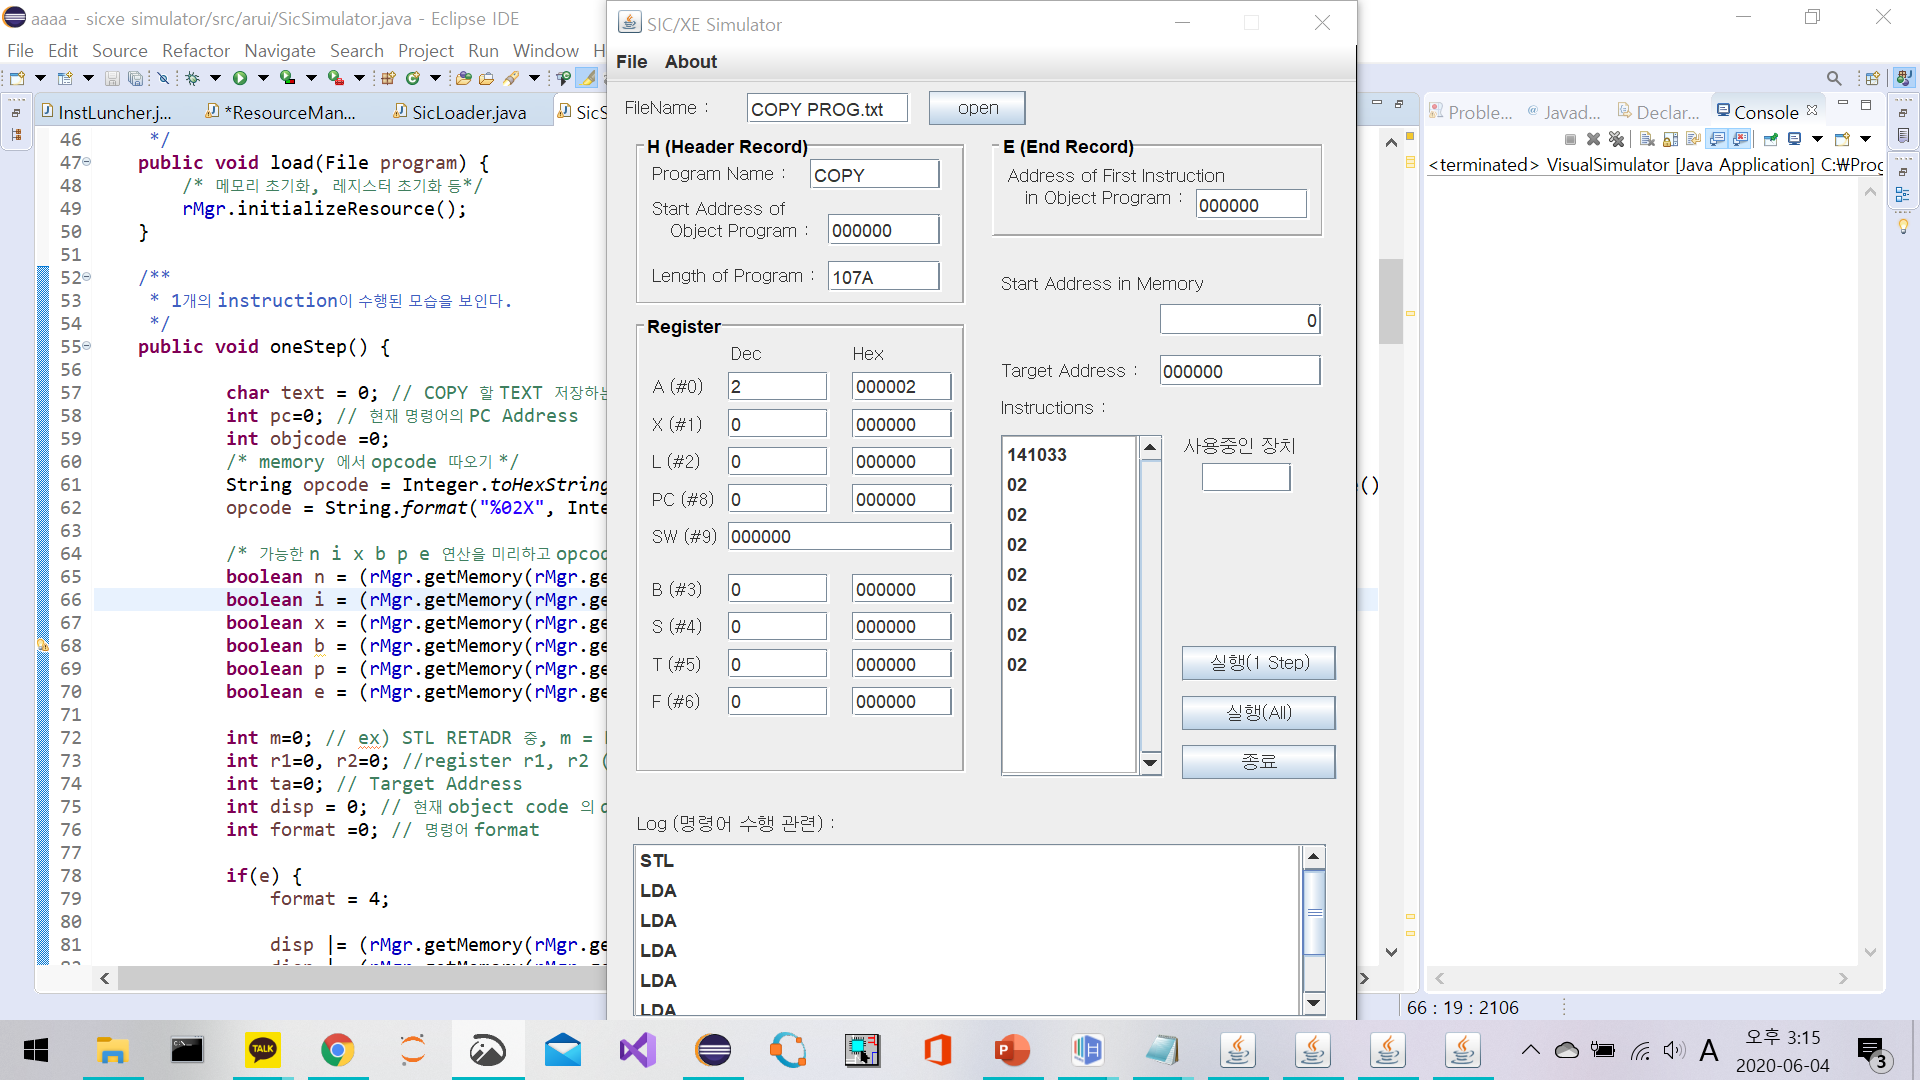 aaaa - sicxe simulator/src/arui/SicSimulator.java - Eclipse IDE
File Edit Source Refactor Navigate Search Project Run Window H
InstLuncher.j...
*ResourceMan...
SicLoader.java
SicS
46 */
47 public void load(File program) {
48 /* 메모리 초기화, 레지스터 초기화 등*/
49 rMgr.initializeResource();
50 }
51
52 /**
53 * 1개의 instruction이 수행된 모습을 보인다.
54 */
55 public void oneStep() {
56
57 char text = 0; // COPY 할 TEXT 저장하는
58 int pc=0; // 현재 명령어의 PC Address
59 int objcode =0;
60 /* memory 에서 opcode 따오기 */
61 String opcode = Integer.toHexString
62 opcode = String.format("%02X", Inte
63
64 /* 가능한 n i x b p e 연산을 미리하고 opcod
65 boolean n = (rMgr.getMemory(rMgr.ge
66 boolean i = (rMgr.getMemory(rMgr.ge
67 boolean x = (rMgr.getMemory(rMgr.ge
68 boolean b = (rMgr.getMemory(rMgr.ge
69 boolean p = (rMgr.getMemory(rMgr.ge
70 boolean e = (rMgr.getMemory(rMgr.ge
71
72 int m=0; // ex) STL RETADR 중, m =
73 int r1=0, r2=0; //register r1, r2 (
74 int ta=0; // Target Address
75 int disp = 0; // 현재 object code 의
76 int format =0; // 명령어 format
77
78 if(e) {
79 format = 4;
80
81 disp |= (rMgr.getMemory(rMgr.ge
()
SIC/XE Simulator
File About
FileName : COPY PROG.txt open
H (Header Record)
Program Name : COPY
Start Address of
Object Program : 000000
Length of Program : 107A
E (End Record)
Address of First Instruction
in Object Program : 000000
Register
Dec Hex
A (#0) 2 000002
X (#1) 0 000000
L (#2) 0 000000
PC (#8) 0 000000
SW (#9) 000000
B (#3) 0 000000
S (#4) 0 000000
T (#5) 0 000000
F (#6) 0 000000
Start Address in Memory
0
Target Address : 000000
Instructions :
141033
02
02
02
02
02
02
02
사용중인 장치
실행(1 Step)
실행(All)
종료
Log (명령어 수행 관련) :
STL
LDA
LDA
LDA
LDA
LDA
Proble...
Javad...
Declar...
Console
<terminated> VisualSimulator [Java Application] C:₩Prog
66 : 19 : 2106
TALK
A
오후 3:15
2020-06-04
3